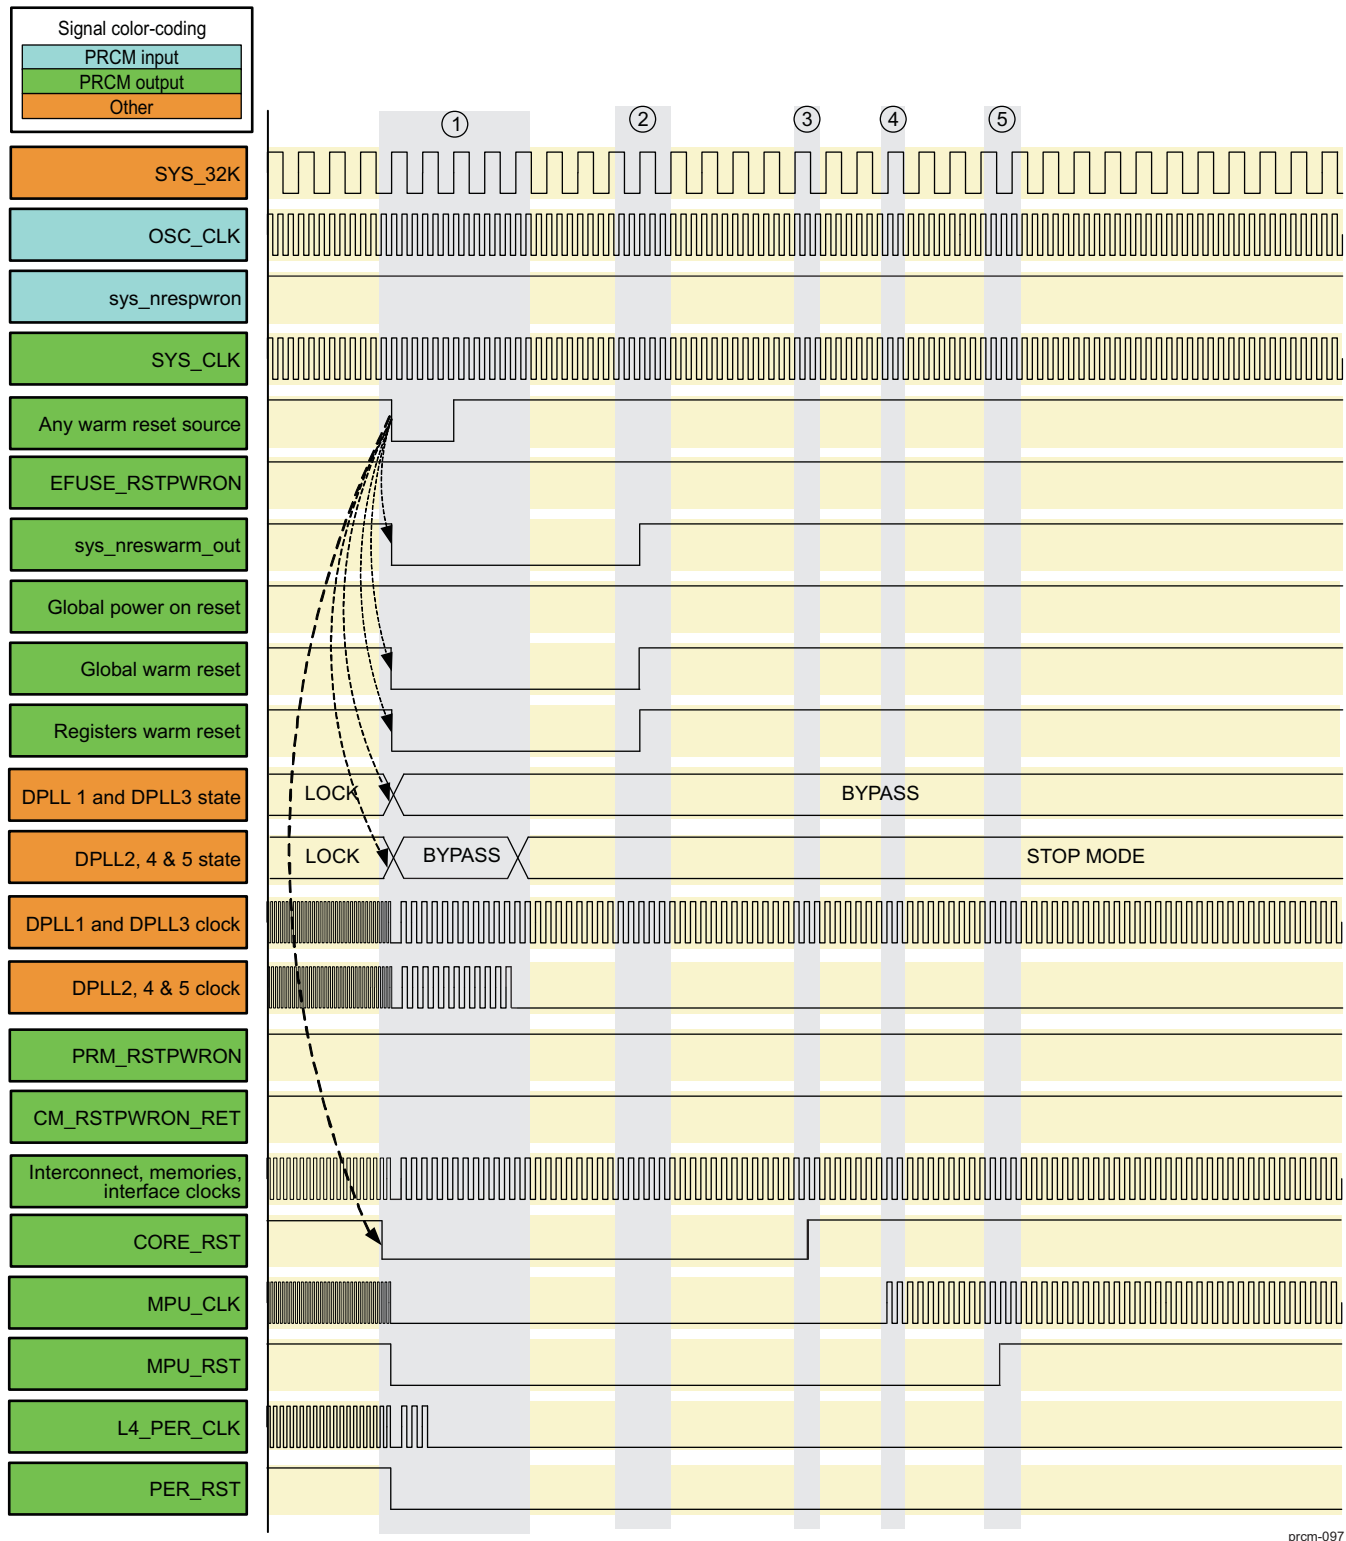 Signal color-coding
PRCM input
PRCM output
Other
1
2
3
4
5
SYS_32K
OSC_CLK
sys_nrespwron
SYS_CLK
Any warm reset source
EFUSE_RSTPWRON
sys_nreswarm_out
Global power on reset
Global warm reset
Registers warm reset
DPLL 1 and DPLL3 state
LOCK
BYPASS
DPLL2, 4 & 5 state
LOCK
BYPASS
STOP MODE
DPLL1 and DPLL3 clock
DPLL2, 4 & 5 clock
PRM_RSTPWRON
CM_RSTPWRON_RET
Interconnect, memories,
interface clocks
CORE_RST
MPU_CLK
MPU_RST
L4_PER_CLK
PER_RST
prcm-097